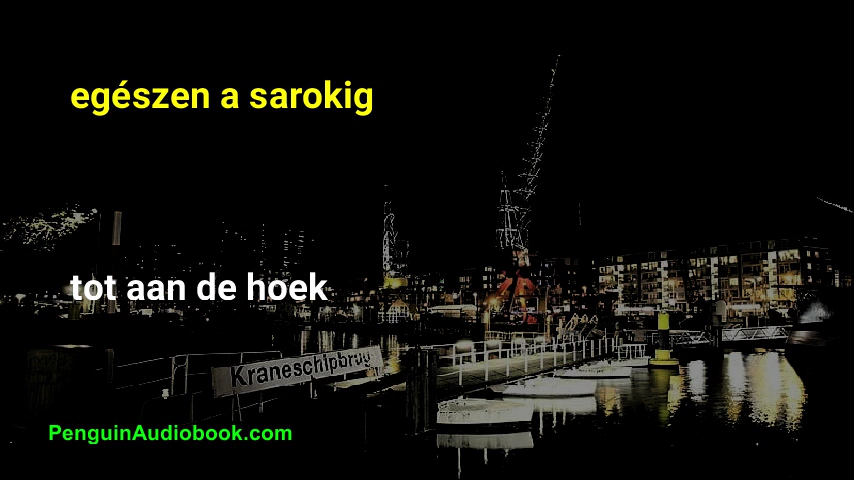 egészen a sarokig
tot aan de hoek
Kraneschipbrug
PenguinAudiobook.com